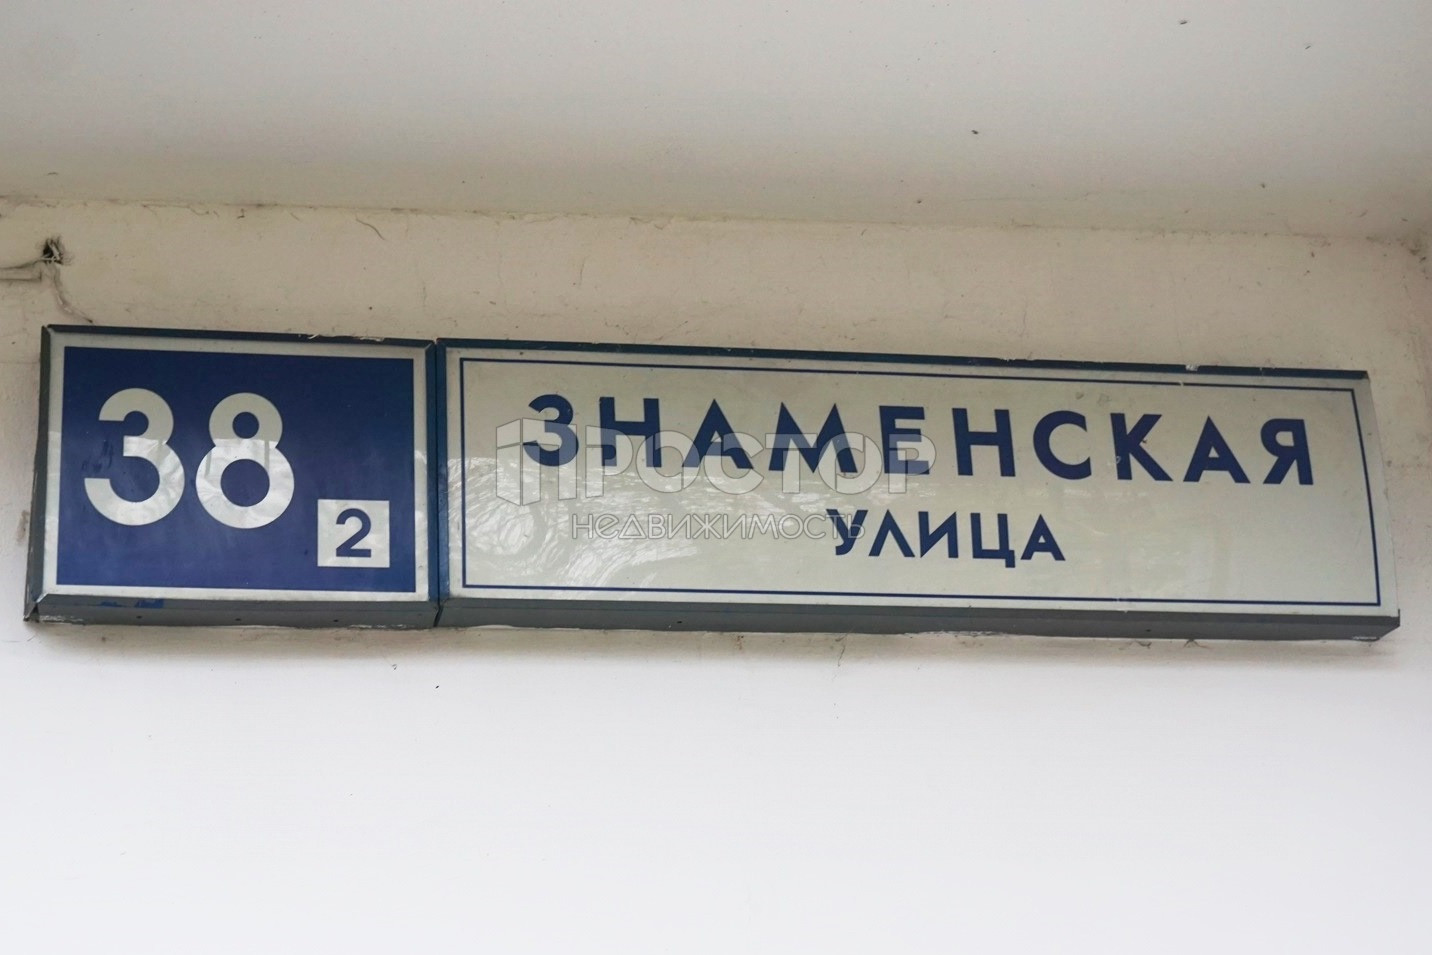 38
2
ЗНАМЕНСКАЯ
УЛИЦА
ПРОСТОР
НЕДВИЖИМОСТЬ